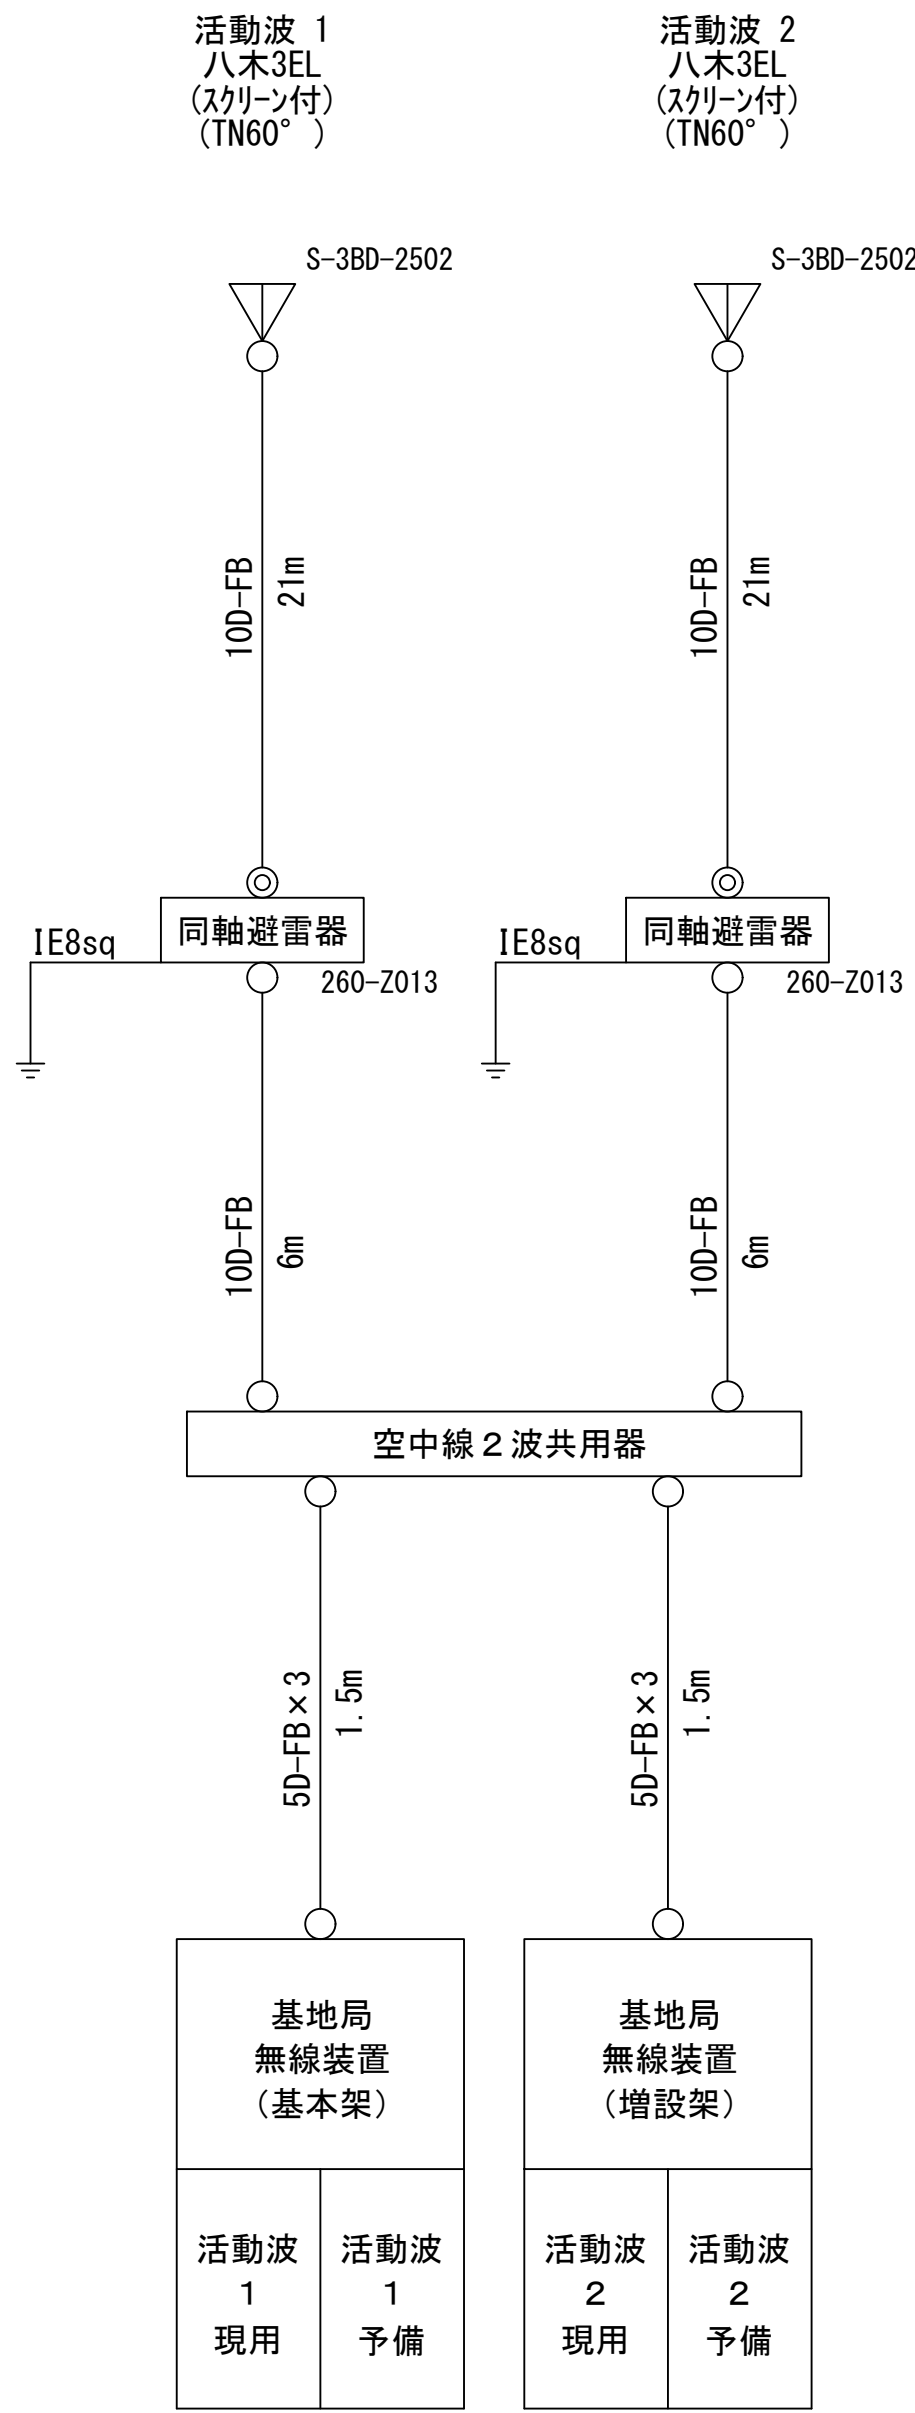 活動波 1
八木3EL
(ｽｸﾘｰﾝ付)
(TN60°)
活動波 2
八木3EL
(ｽｸﾘｰﾝ付)
(TN60°)
S-3BD-2502
S-3BD-2502
10D-FB
21m
10D-FB
21m
IE8sq
同軸避雷器
260-Z013
IE8sq
同軸避雷器
260-Z013
10D-FB
6m
10D-FB
6m
空中線２波共用器
5D-FB×3
1.5m
5D-FB×3
1.5m
基地局
無線装置
(基本架)
基地局
無線装置
(増設架)
活動波
1
現用
活動波
1
予備
活動波
2
現用
活動波
2
予備